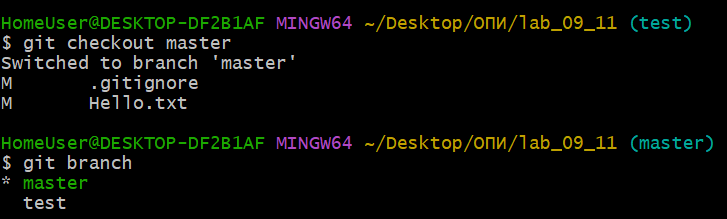 HomeUser@DESKTOP-DF2B1AF MINGW64 ~/Desktop/ОПИ/lab_09_11 (test)
$ git checkout master
Switched to branch 'master'
M       .gitignore
M       Hello.txt
HomeUser@DESKTOP-DF2B1AF MINGW64 ~/Desktop/ОПИ/lab_09_11 (master)
$ git branch
* master
  test